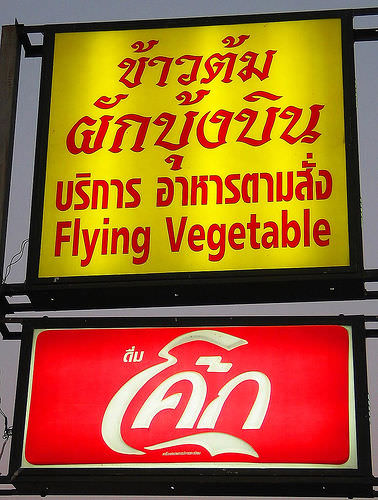 ข้าวต้ม
ผักบุ้งบิน
บริการ อาหารตามสั่ง
Flying Vegetable
ดื่ม
โค้ก